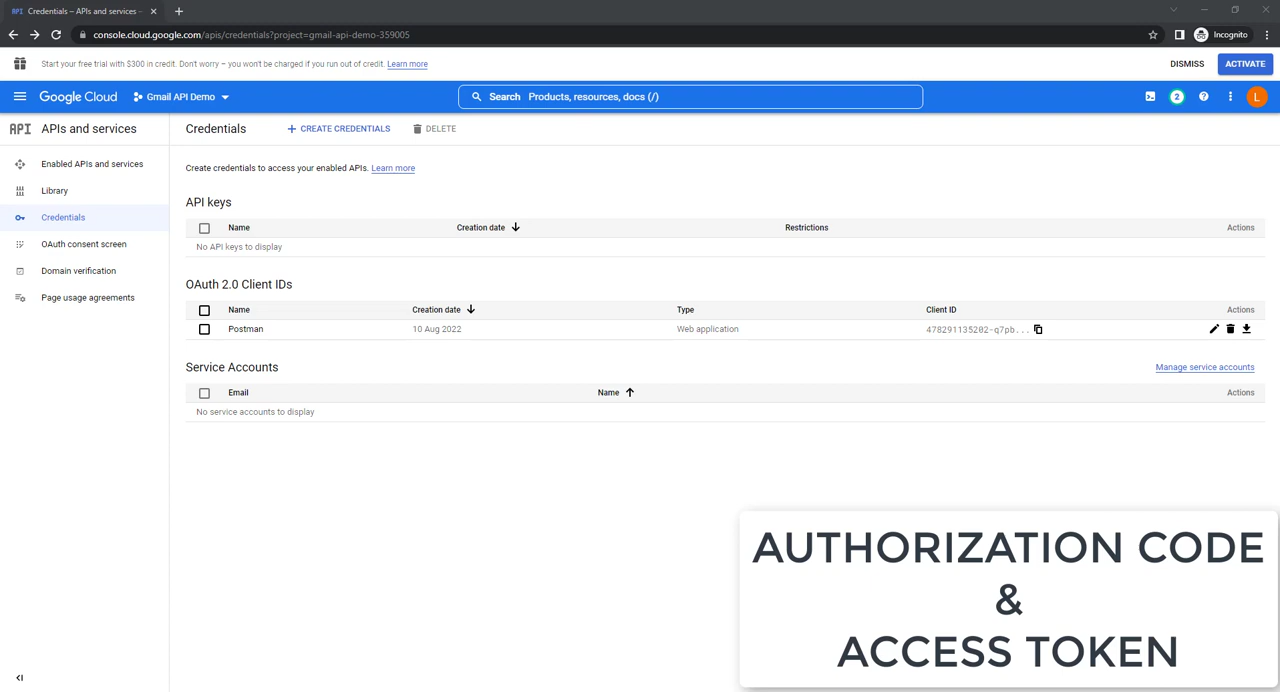 API Credentials – APIs and services –
console.cloud.google.com/apis/credentials?project=gmail-api-demo-359005
Incognito
Start your free trial with $300 in credit. Don't worry – you won't be charged if you run out of credit. Learn more
DISMISS
ACTIVATE
Google Cloud
Gmail API Demo
Search Products, resources, docs (/)
2
L
API APIs and services
Credentials
CREATE CREDENTIALS
DELETE
Enabled APIs and services
Library
Credentials
OAuth consent screen
Domain verification
Page usage agreements
Create credentials to access your enabled APIs. Learn more
API keys
Name Creation date Restrictions Actions
No API keys to display
OAuth 2.0 Client IDs
Name Creation date Type Client ID Actions
Postman 10 Aug 2022 Web application 478291135202-q7pb...
Service Accounts
Manage service accounts
Email Name Actions
No service accounts to display
AUTHORIZATION CODE
&
ACCESS TOKEN